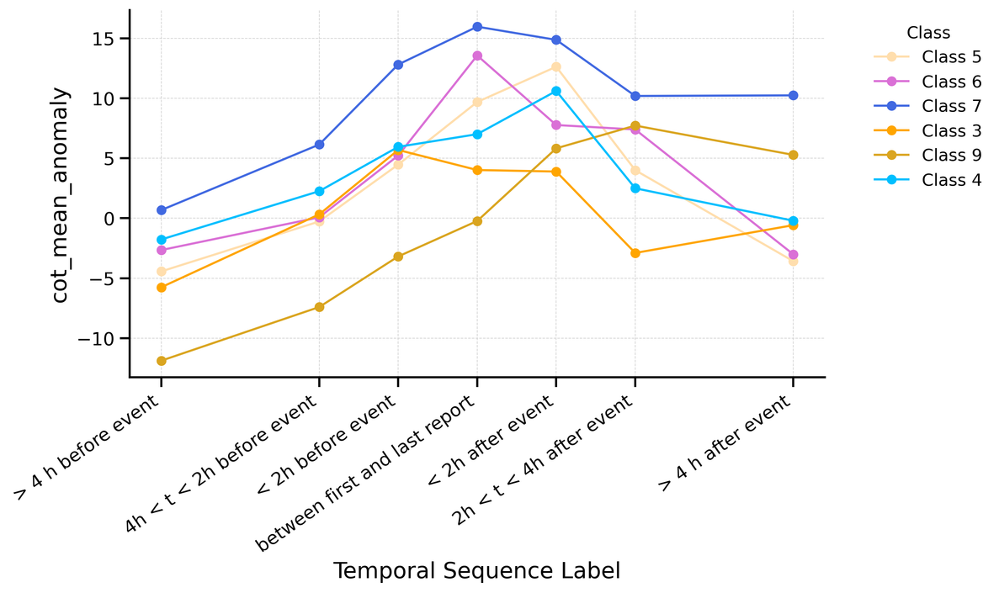 15
10
5
0
−5
−10
cot_mean_anomaly
> 4 h before event
4h < t < 2h before event
< 2h before event
between first and last report
< 2h after event
2h < t < 4h after event
> 4 h after event
Temporal Sequence Label
Class
Class 5
Class 6
Class 7
Class 3
Class 9
Class 4